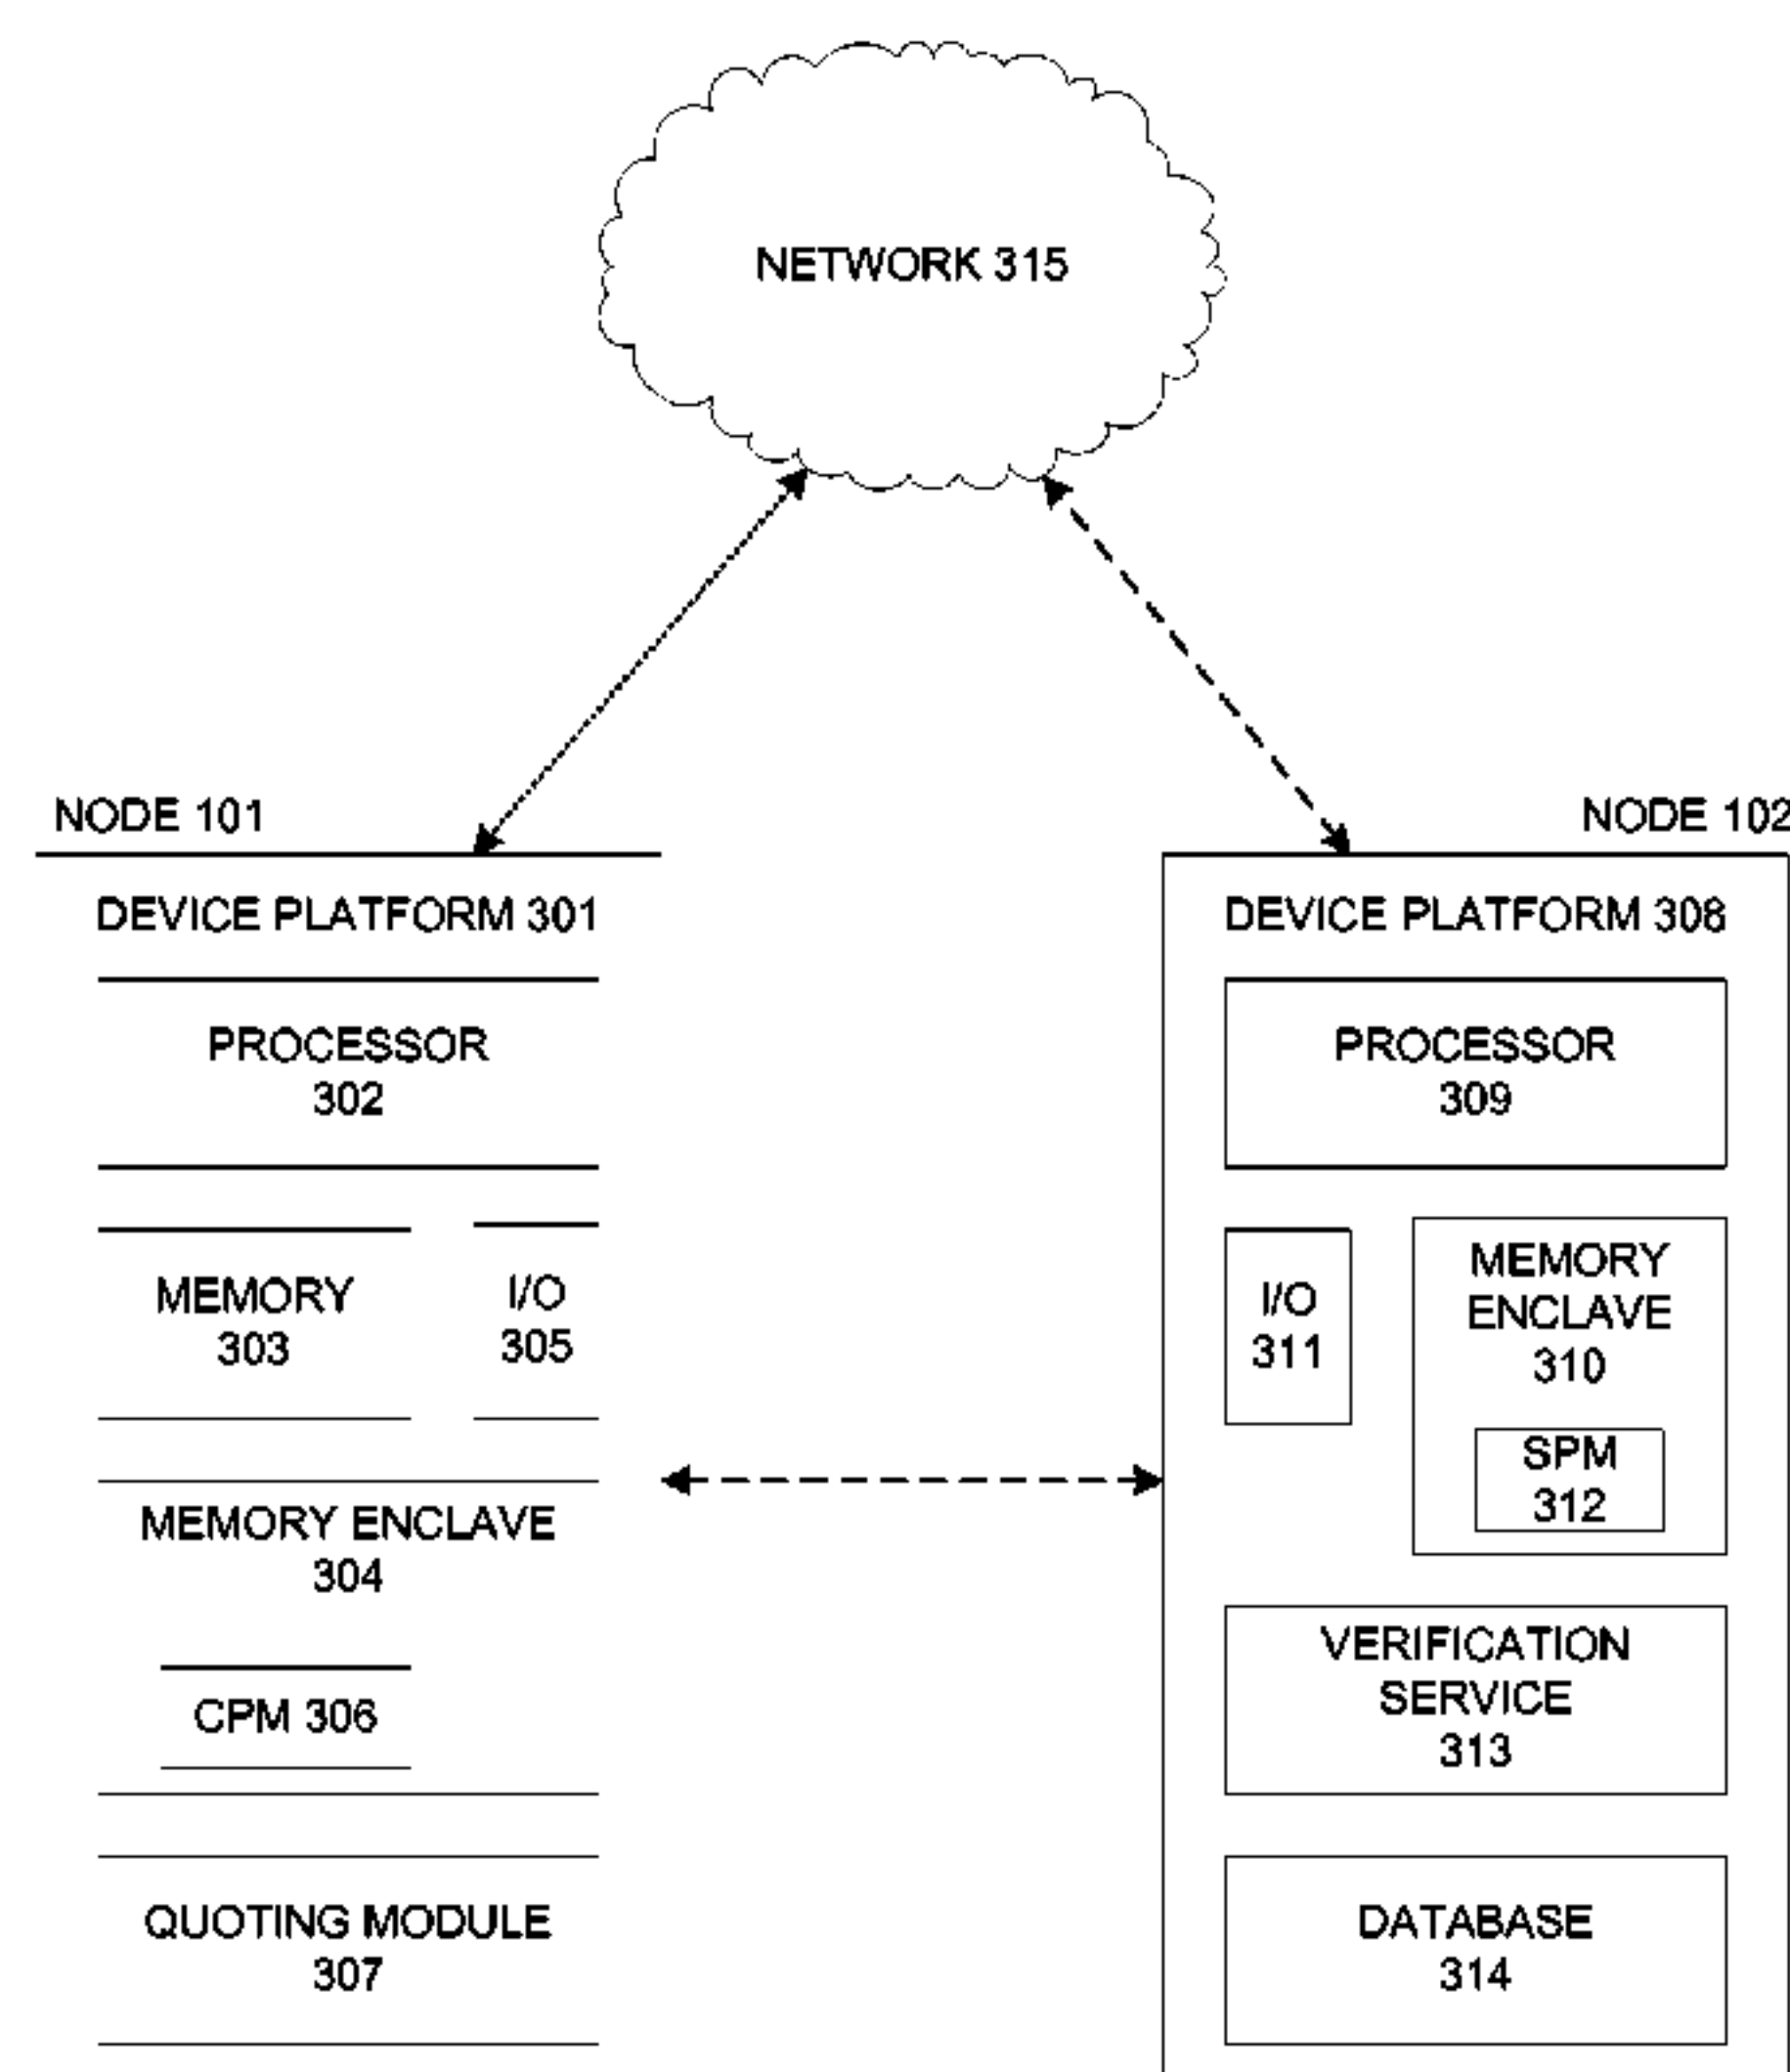 NETWORK 315
NODE 101
DEVICE PLATFORM 301
PROCESSOR
302
MEMORY
303
I/O
305
MEMORY ENCLAVE
304
CPM 306
QUOTING MODULE
307
NODE 102
DEVICE PLATFORM 308
PROCESSOR
309
I/O
311
MEMORY
ENCLAVE
310
SPM
312
VERIFICATION
SERVICE
313
DATABASE
314